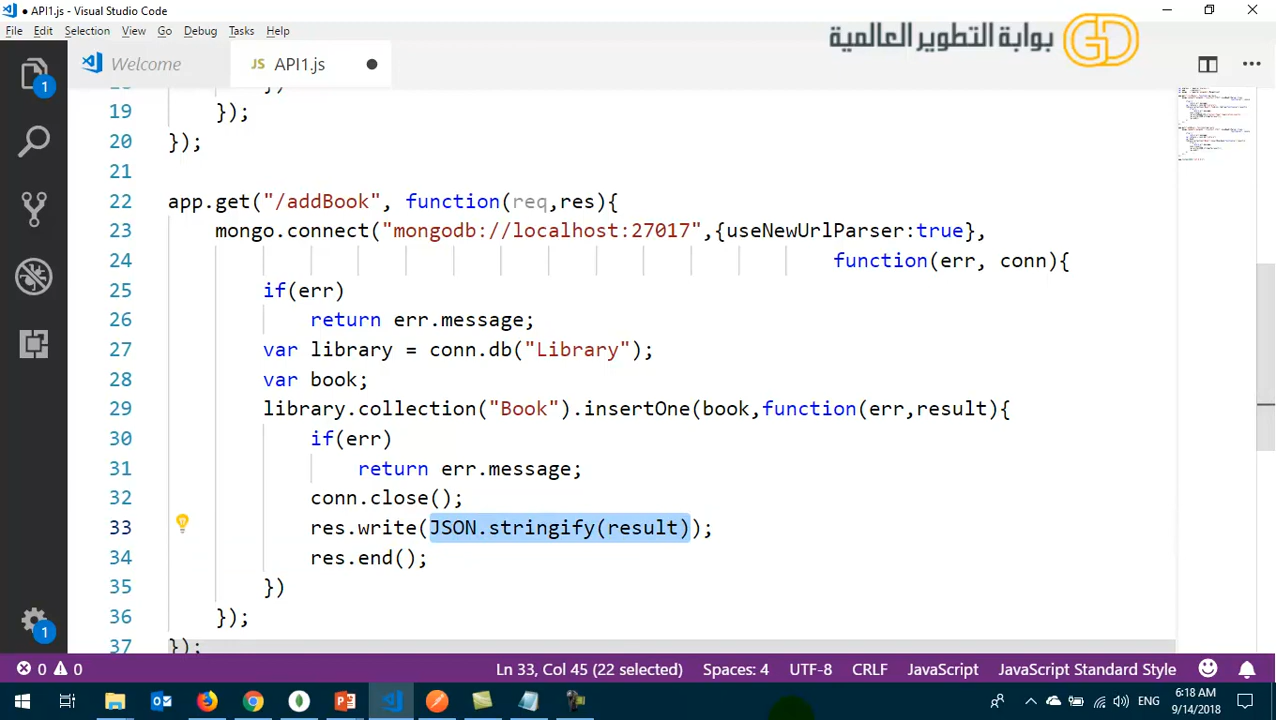 API1.js - Visual Studio Code
File Edit Selection View Go Debug Tasks Help
بوابة التطوير العالمية
GD
Welcome
JS API1.js
1
19 });
20 });
21
22 app.get("/addBook", function(req,res){
23 mongo.connect("mongodb://localhost:27017",{useNewUrlParser:true},
24 function(err, conn){
25 if(err)
26 return err.message;
27 var library = conn.db("Library");
28 var book;
29 library.collection("Book").insertOne(book,function(err,result){
30 if(err)
31 return err.message;
32 conn.close();
33 res.write(JSON.stringify(result));
34 res.end();
35 })
36 });
37 });
1
0 0 Ln 33, Col 45 (22 selected) Spaces: 4 UTF-8 CRLF JavaScript JavaScript Standard Style
ENG 6:18 AM
9/14/2018